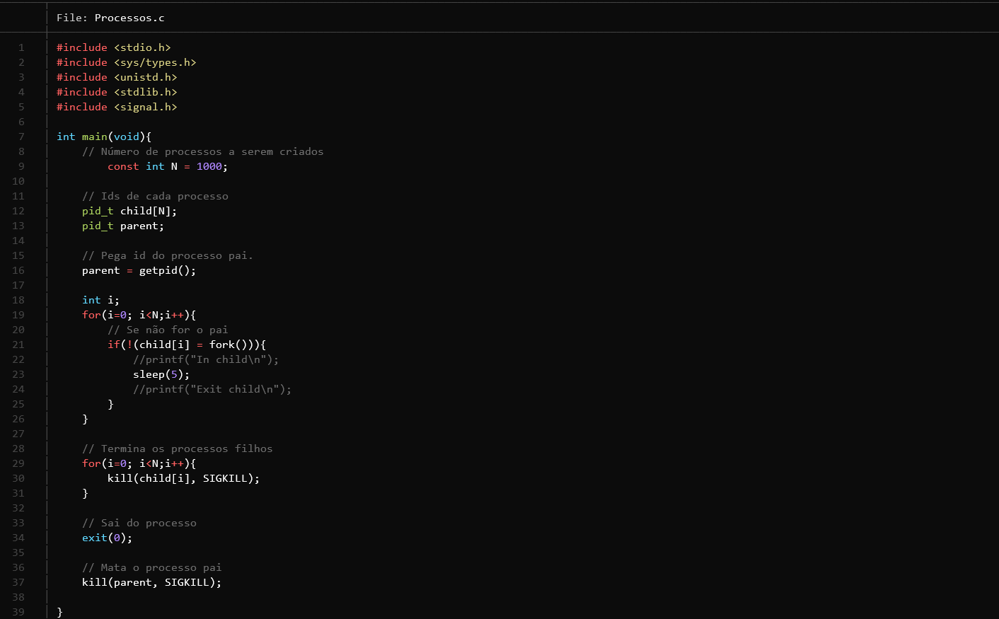 File: Processos.c
1 #include <stdio.h>
2 #include <sys/types.h>
3 #include <unistd.h>
4 #include <stdlib.h>
5 #include <signal.h>
6
7 int main(void){
8     // Número de processos a serem criados
9         const int N = 1000;
10
11     // Ids de cada processo
12     pid_t child[N];
13     pid_t parent;
14
15     // Pega id do processo pai.
16     parent = getpid();
17
18     int i;
19     for(i=0; i<N;i++){
20         // Se não for o pai
21         if(!(child[i] = fork())){
22             //printf("In child\n");
23             sleep(5);
24             //printf("Exit child\n");
25         }
26     }
27
28     // Termina os processos filhos
29     for(i=0; i<N;i++){
30         kill(child[i], SIGKILL);
31     }
32
33     // Sai do processo
34     exit(0);
35
36     // Mata o processo pai
37     kill(parent, SIGKILL);
38
39 }